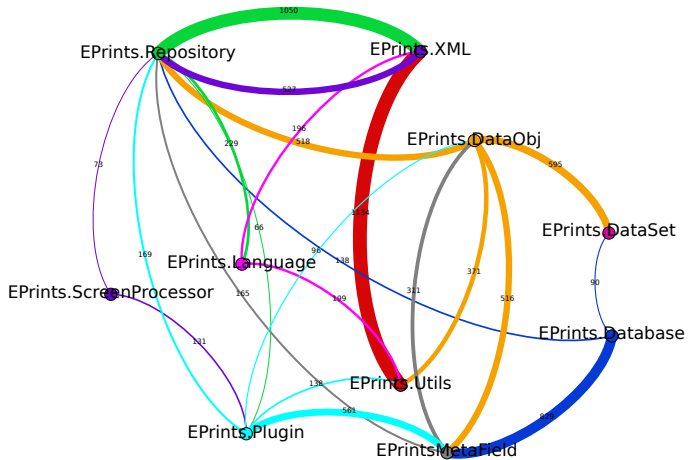 1050
EPrints.Repository
EPrints.XML
527
196
518
229
EPrints.DataObj
73
595
1134
66
EPrints.DataSet
96
138
169
EPrints.Language
371
90
EPrints.ScreenProcessor
165
311
199
516
EPrints.Database
131
138
EPrints.Utils
561
829
EPrints.Plugin
EPrintsMetaField